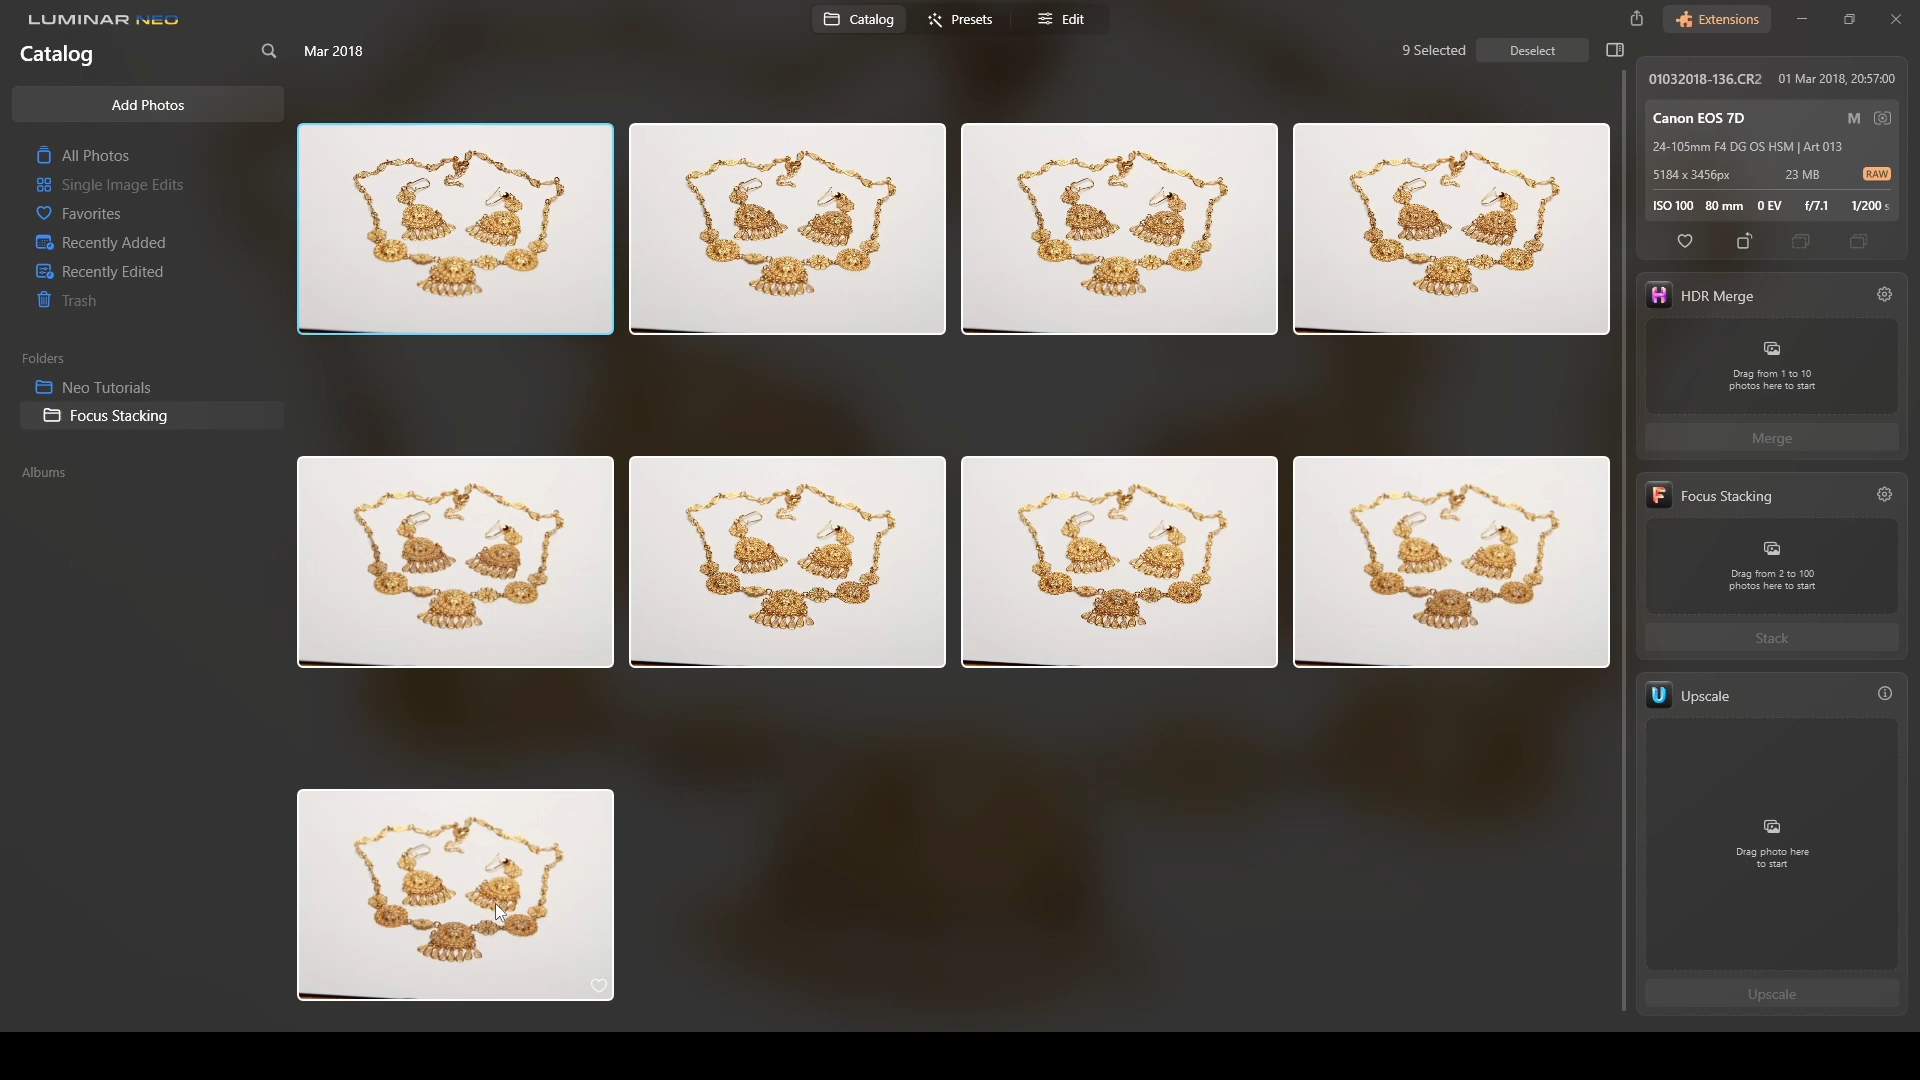 LUMINAR NEO
Catalog
Presets
Edit
Extensions
Catalog
Mar 2018
9 Selected
Deselect
Add Photos
All Photos
Single Image Edits
Favorites
Recently Added
Recently Edited
Trash
Folders
Neo Tutorials
Focus Stacking
Albums
01032018-136.CR2 01 Mar 2018, 20:57:00
Canon EOS 7D M
24-105mm F4 DG OS HSM | Art 013
5184 x 3456px 23 MB RAW
ISO 100 80 mm 0 EV f/7.1 1/200 s
H HDR Merge
Drag from 1 to 10
photos here to start
Merge
F Focus Stacking
Drag from 2 to 100
photos here to start
Stack
U Upscale
Drag photo here
to start
Upscale